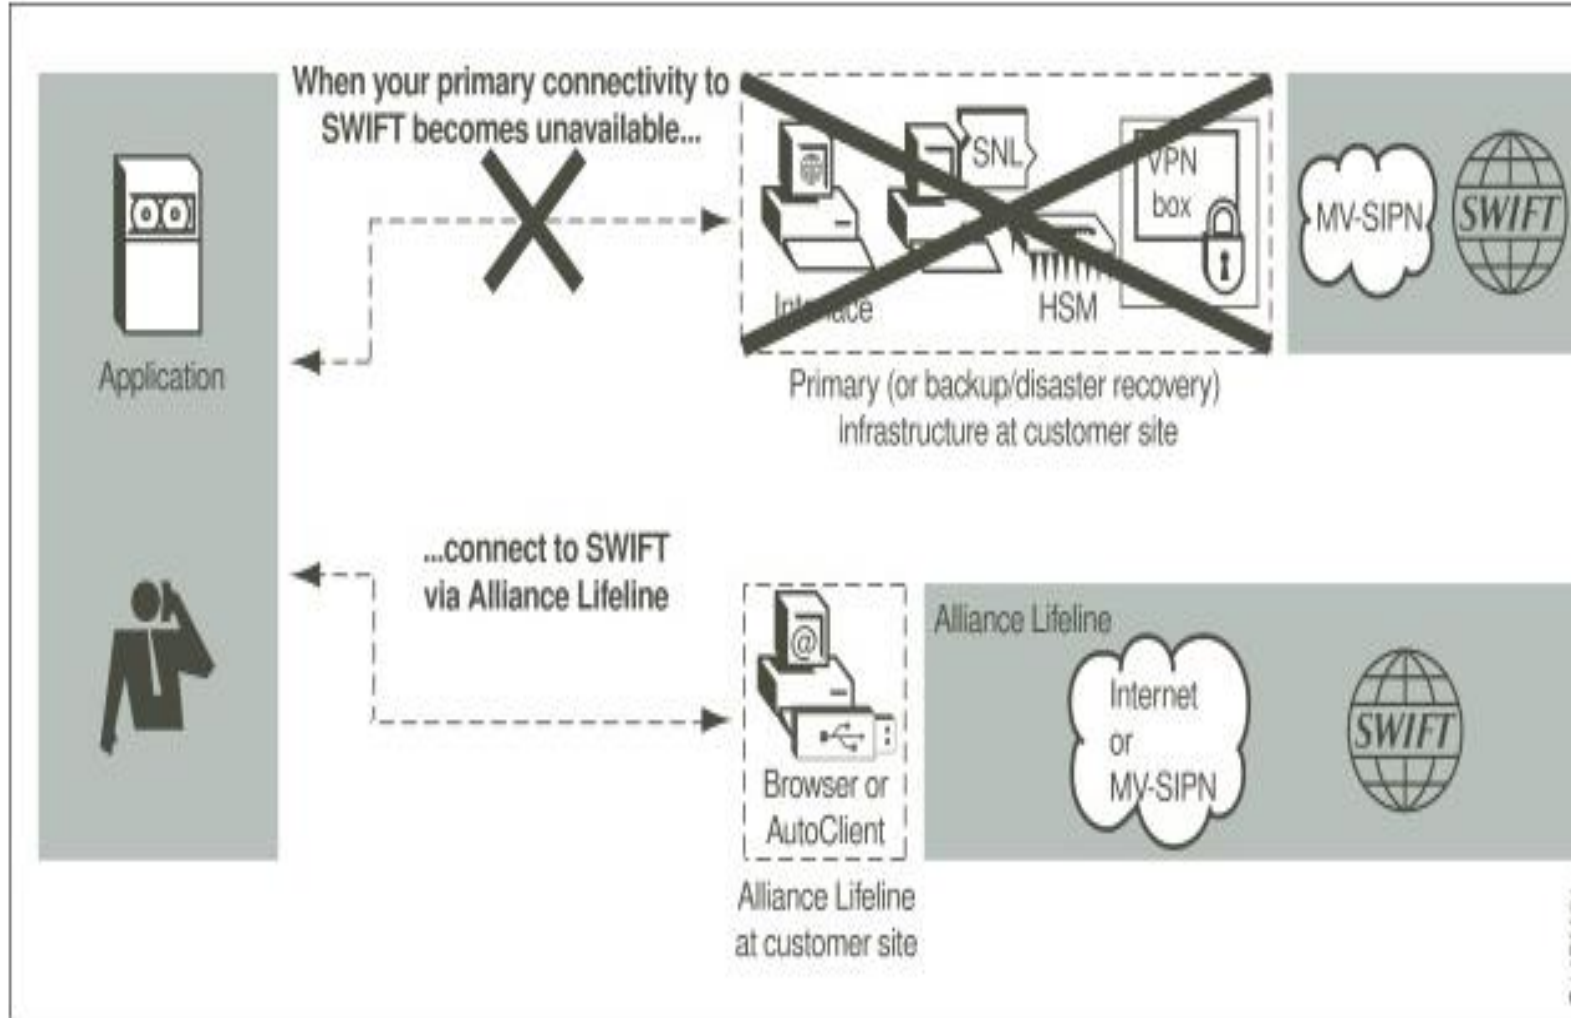 When your primary connectivity to
SWIFT becomes unavailable...
SNL
VPN
box
MV-SIPN
SWIFT
Interface
HSM
Application
Primary (or backup/disaster recovery)
infrastructure at customer site
...connect to SWIFT
via Alliance Lifeline
Alliance Lifeline
Internet
or
MV-SIPN
SWIFT
@
Browser or
AutoClient
Alliance Lifeline
at customer site